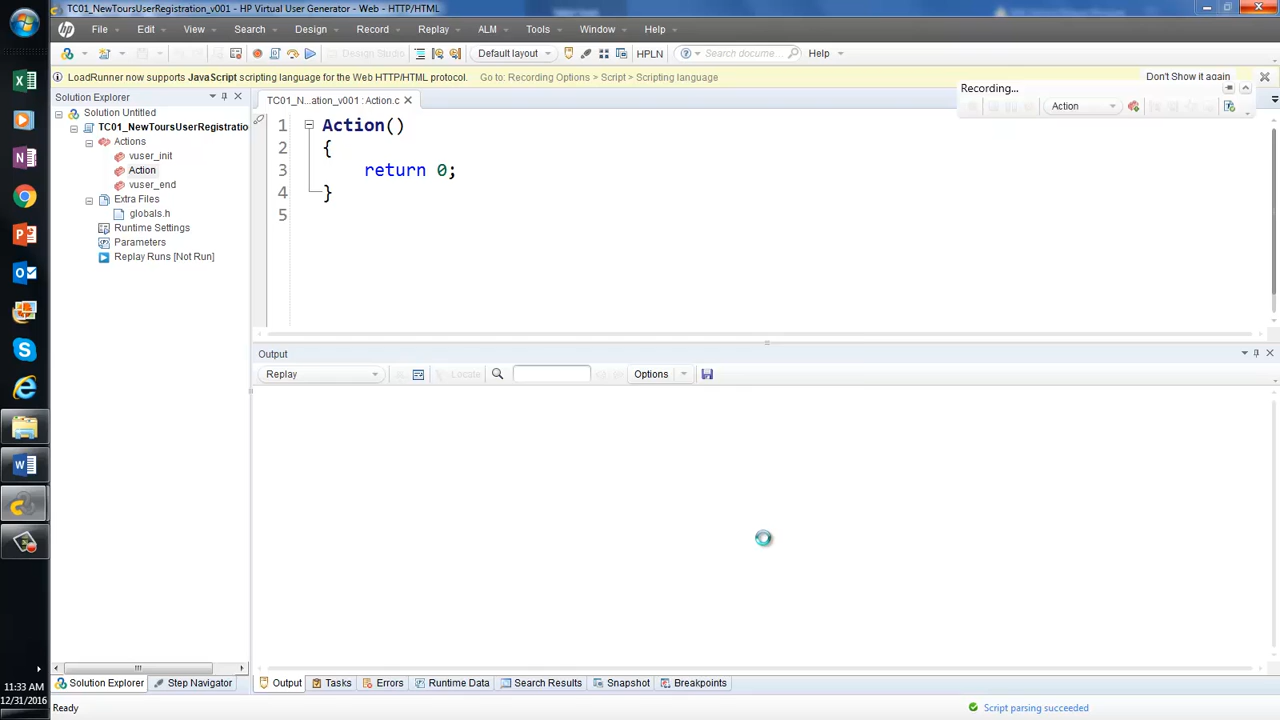 TC01_NewToursUserRegistration_v001 - HP Virtual User Generator - Web - HTTP/HTML
File Edit View Search Design Record Replay ALM Tools Window Help
Design Studio Default layout HPLN Search docume... Help
LoadRunner now supports JavaScript scripting language for the Web HTTP/HTML protocol. Go to: Recording Options > Script > Scripting language Don't Show it again
Solution Explorer
TC01_N...ation_v001 : Action.c
Recording...
Action
Solution Untitled
TC01_NewToursUserRegistratio
Actions
vuser_init
Action
vuser_end
Extra Files
globals.h
Runtime Settings
Parameters
Replay Runs [Not Run]
1 Action()
2 {
3 return 0;
4 }
5
Output
Replay Locate Options
Solution Explorer Step Navigator
Output Tasks Errors Runtime Data Search Results Snapshot Breakpoints
Ready Script parsing succeeded
11:33 AM
12/31/2016